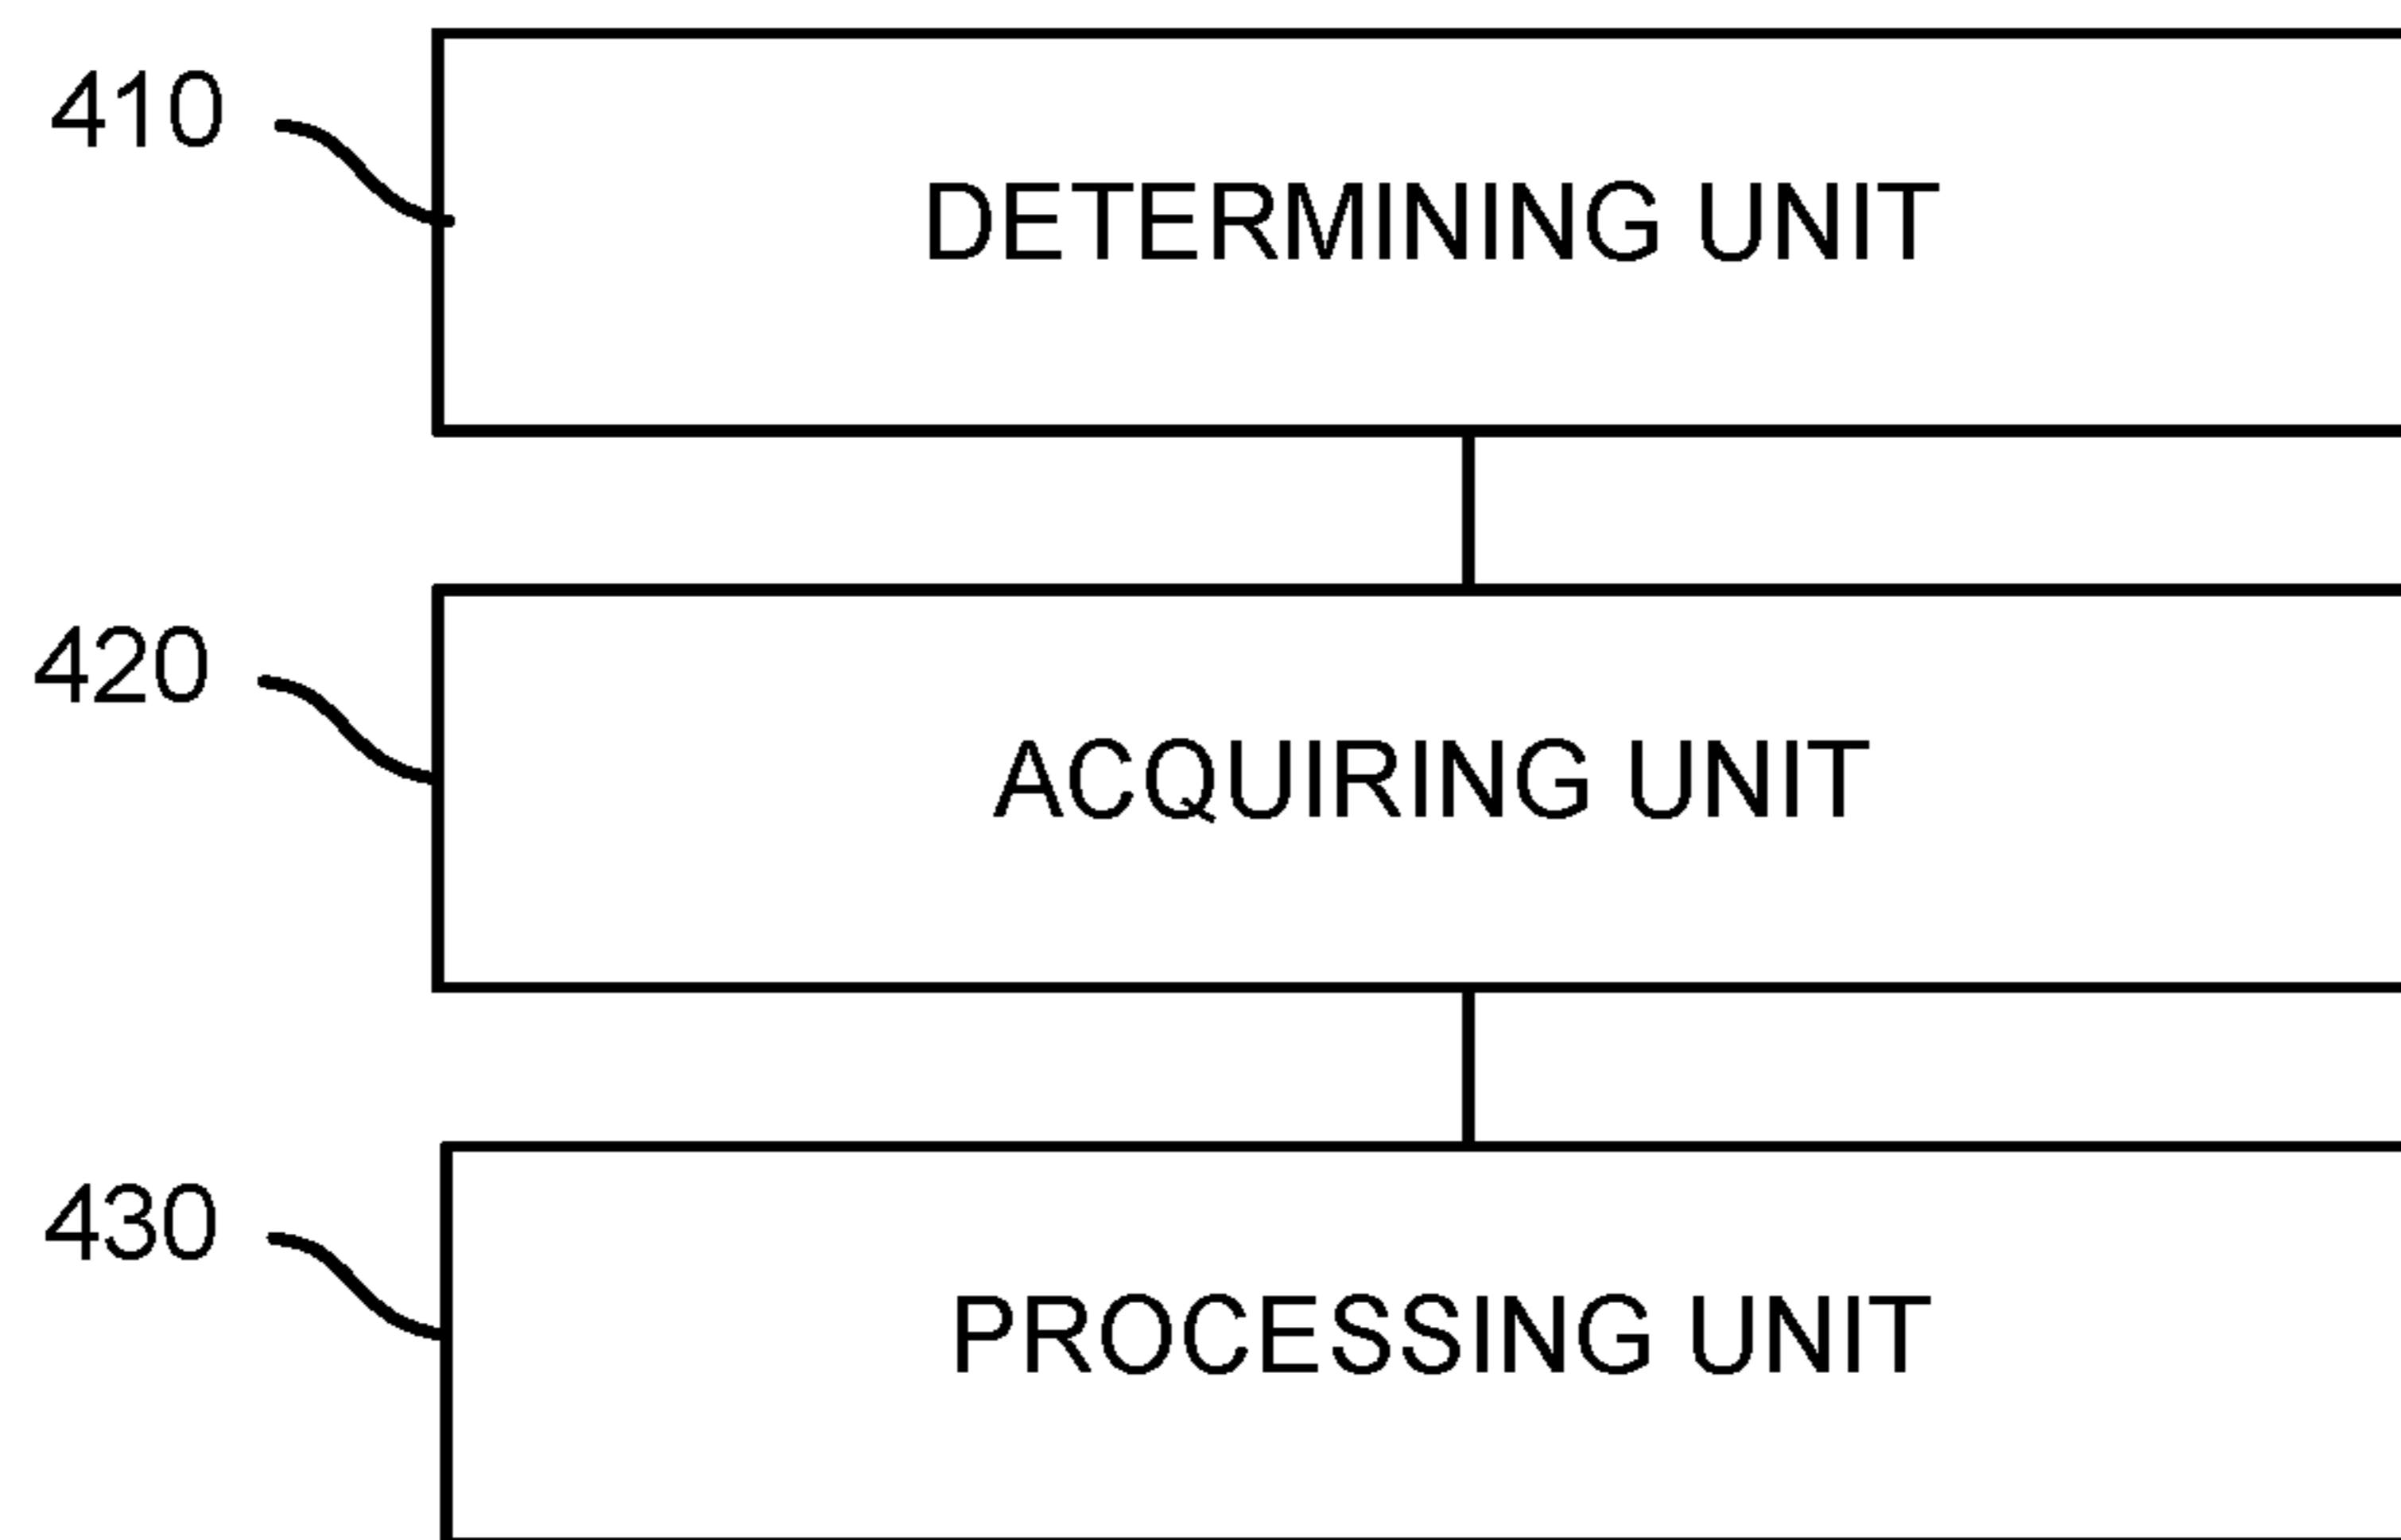 410
DETERMINING UNIT
420
ACQUIRING UNIT
430
PROCESSING UNIT